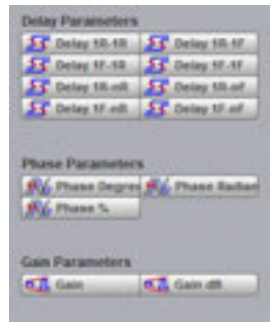 Delay Parameters
Delay 1R-1R Delay 1R-1F
Delay 1F-1R Delay 1F-1F
Delay 1R-nR Delay 1R-nF
Delay 1F-nR Delay 1F-nF
Phase Parameters
Phase Degree Phase Radian
Phase %
Gain Parameters
Gain Gain dB